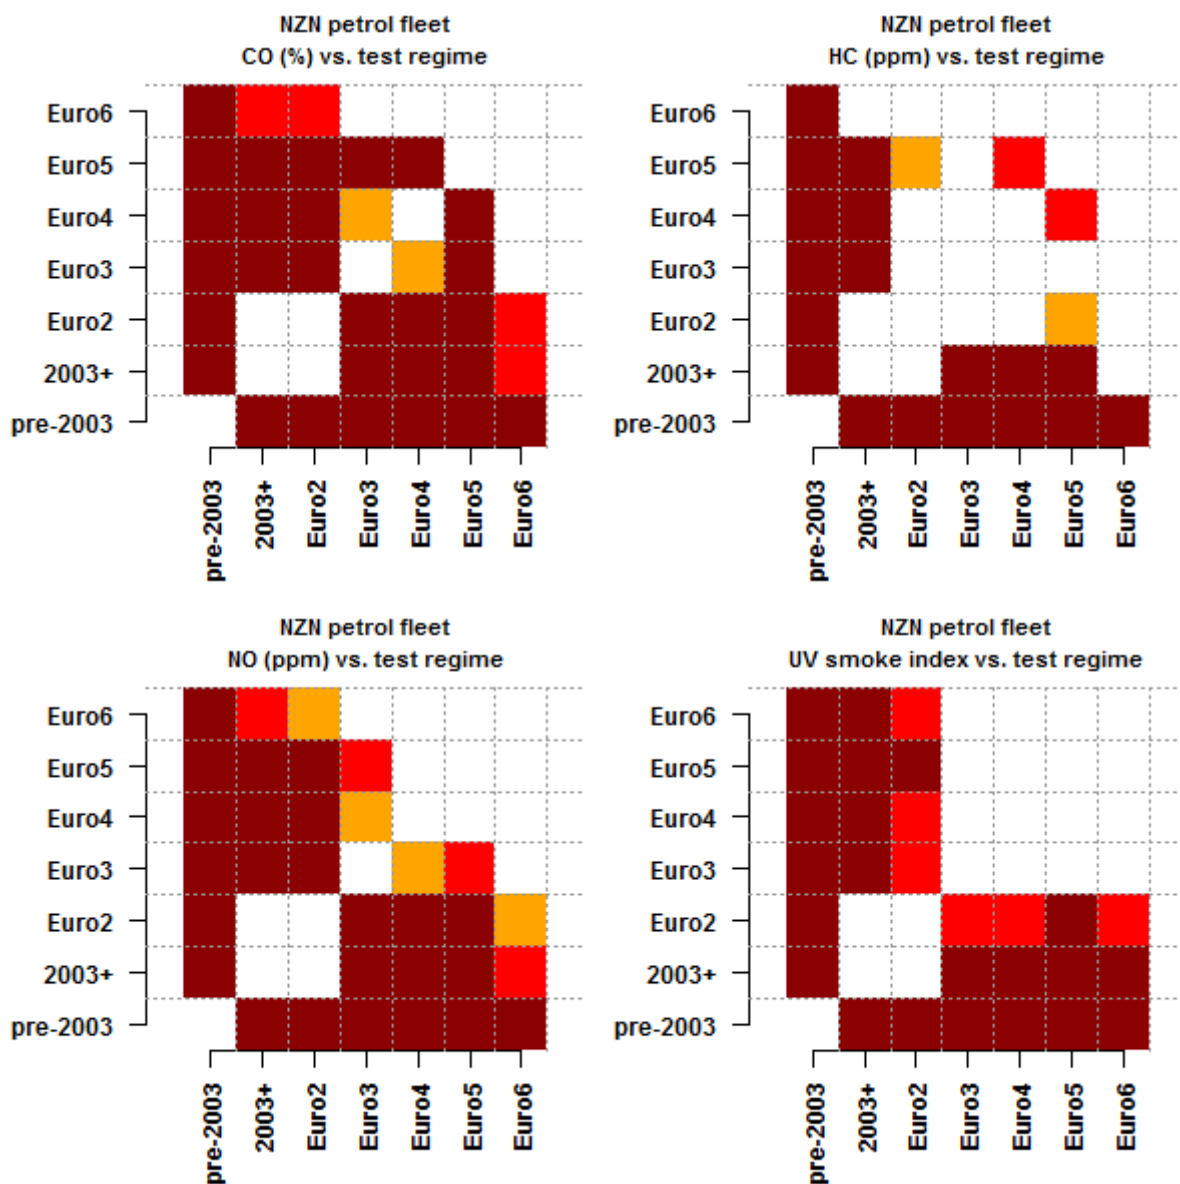 NZN petrol fleet
CO (%) vs. test regime
Euro6
Euro5
Euro4
Euro3
Euro2
2003+
pre-2003
pre-2003
2003+
Euro2
Euro3
Euro4
Euro5
Euro6
NZN petrol fleet
HC (ppm) vs. test regime
Euro6
Euro5
Euro4
Euro3
Euro2
2003+
pre-2003
pre-2003
2003+
Euro2
Euro3
Euro4
Euro5
Euro6
NZN petrol fleet
NO (ppm) vs. test regime
Euro6
Euro5
Euro4
Euro3
Euro2
2003+
pre-2003
pre-2003
2003+
Euro2
Euro3
Euro4
Euro5
Euro6
NZN petrol fleet
UV smoke index vs. test regime
Euro6
Euro5
Euro4
Euro3
Euro2
2003+
pre-2003
pre-2003
2003+
Euro2
Euro3
Euro4
Euro5
Euro6